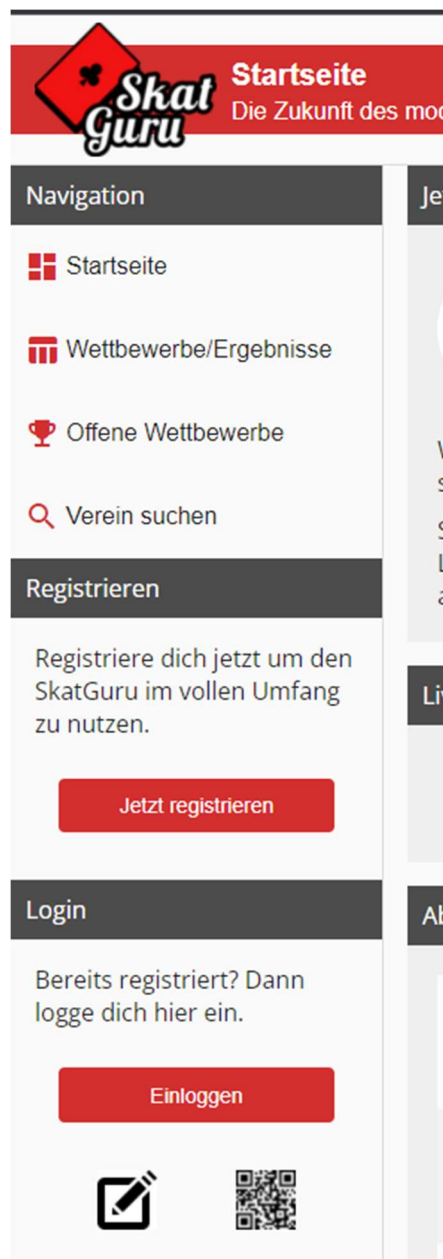 Skat
Guru
Startseite
Die Zukunft des
Navigation
Startseite
Wettbewerbe/Ergebnisse
Offene Wettbewerbe
Verein suchen
Registrieren
Registriere dich jetzt um den
SkatGuru im vollen Umfang
zu nutzen.
Jetzt registrieren
Login
Bereits registriert? Dann
logge dich hier ein.
Einloggen